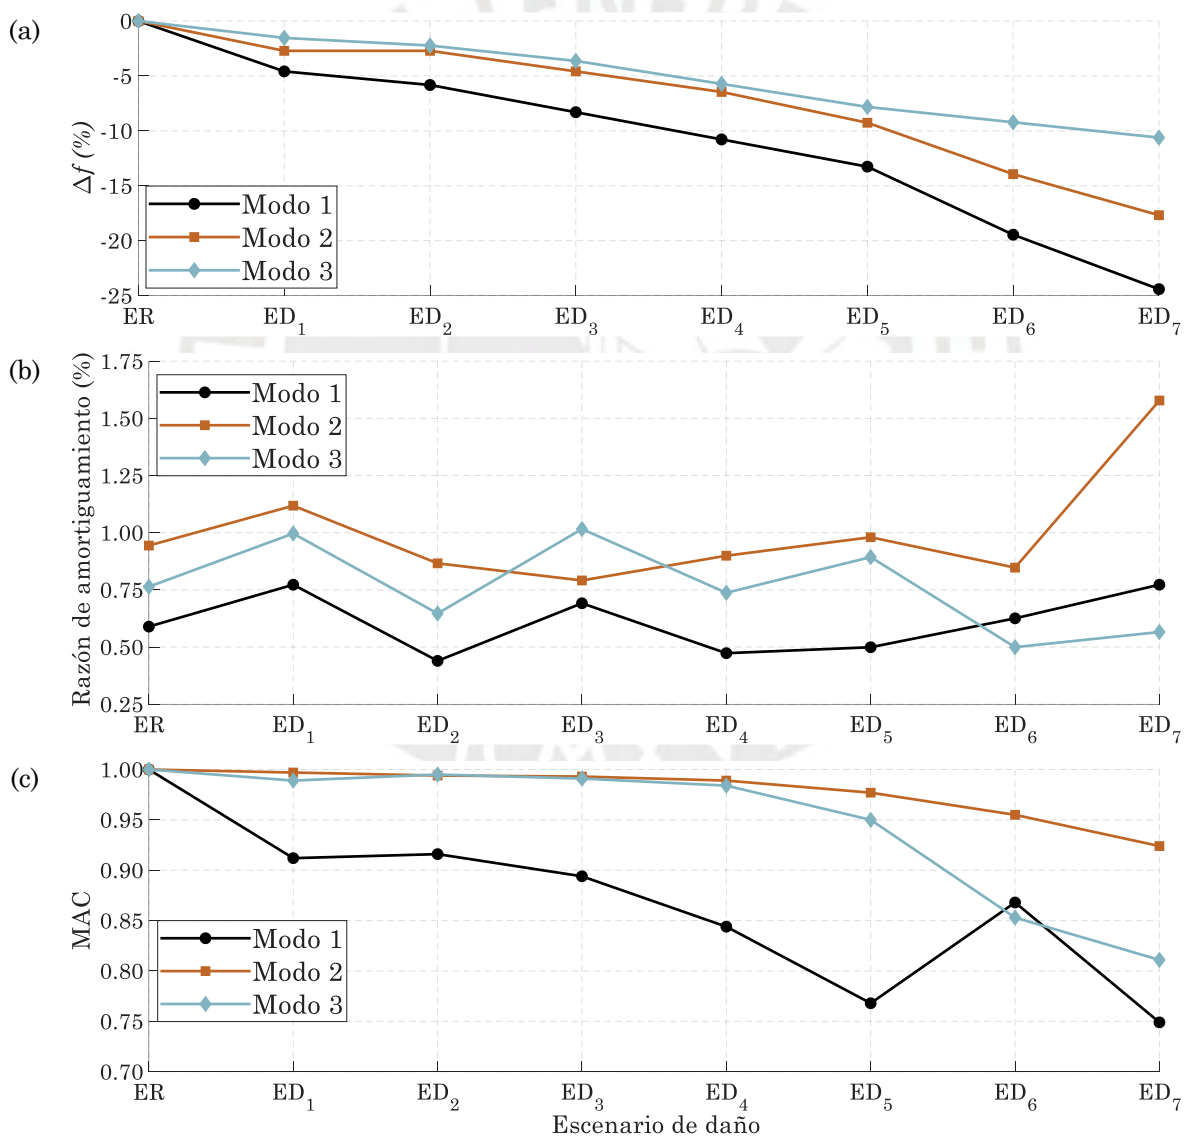 (a)
Δf (%)
0
-5
-10
-15
-20
-25
Modo 1
Modo 2
Modo 3
ER ED1 ED2 ED3 ED4 ED5 ED6 ED7
(b)
Razón de amortiguamiento (%)
1.75
1.50
1.25
1.00
0.75
0.50
0.25
Modo 1
Modo 2
Modo 3
ER ED1 ED2 ED3 ED4 ED5 ED6 ED7
(c)
MAC
1.00
0.95
0.90
0.85
0.80
0.75
0.70
Modo 1
Modo 2
Modo 3
ER ED1 ED2 ED3 ED4 ED5 ED6 ED7
Escenario de daño